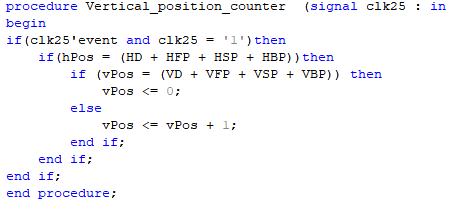 procedure Vertical_position_counter  (signal clk25 : in
begin
if(clk25'event and clk25 = '1')then
    if(hPos = (HD + HFP + HSP + HBP))then
        if (vPos = (VD + VFP + VSP + VBP)) then
            vPos <= 0;
        else
            vPos <= vPos + 1;
        end if;
    end if;
end if;
end procedure;